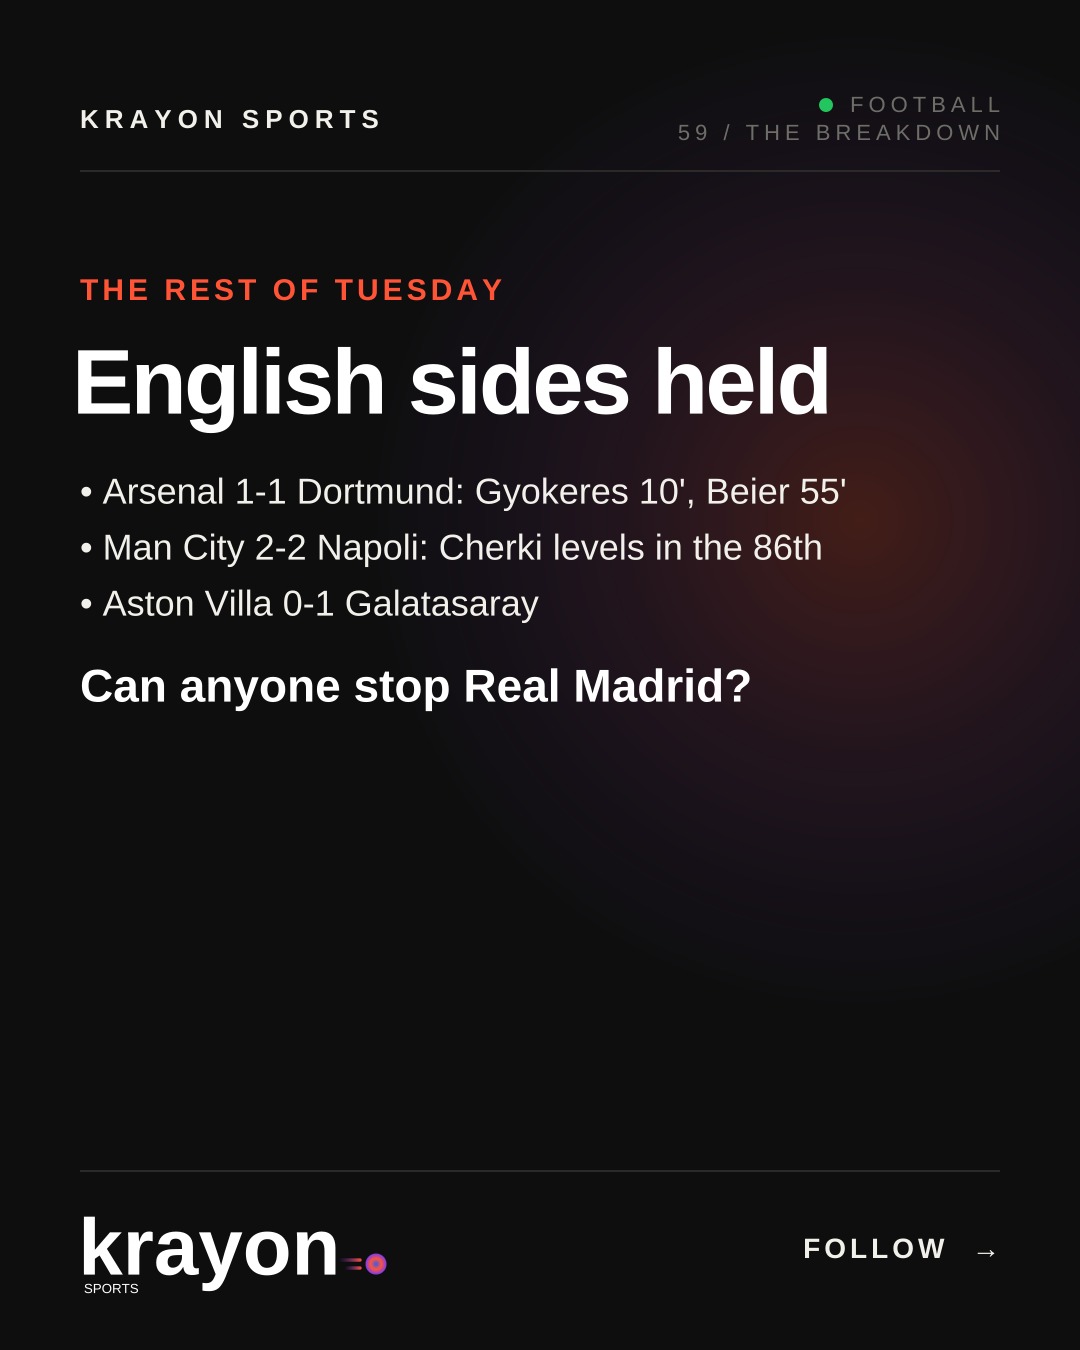 KRAYON SPORTS
FOOTBALL
59 / THE BREAKDOWN
THE REST OF TUESDAY
English sides held
• Arsenal 1-1 Dortmund: Gyokeres 10', Beier 55'
• Man City 2-2 Napoli: Cherki levels in the 86th
• Aston Villa 0-1 Galatasaray
Can anyone stop Real Madrid?
krayon
SPORTS
FOLLOW →